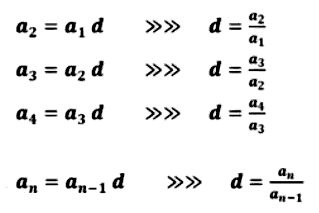 a₂ = a₁ d >>> d = a₂/a₁
a₃ = a₂ d >>> d = a₃/a₂
a₄ = a₃ d >>> d = a₄/a₃
aₙ = aₙ₋₁ d >>> d = aₙ/aₙ₋₁